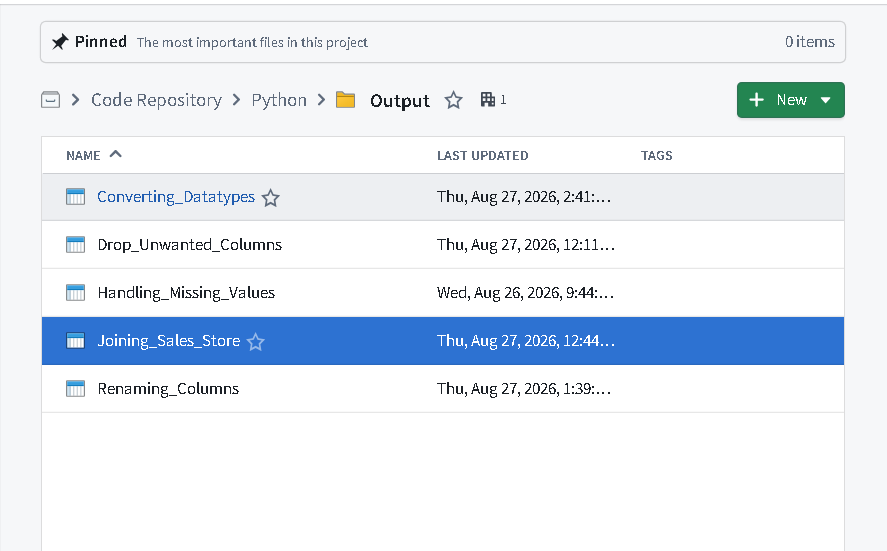 Pinned The most important files in this project 0 items
Code Repository Python Output 1 New
NAME LAST UPDATED TAGS
Converting_Datatypes Thu, Aug 27, 2026, 2:41:…
Drop_Unwanted_Columns Thu, Aug 27, 2026, 12:11…
Handling_Missing_Values Wed, Aug 26, 2026, 9:44:…
Joining_Sales_Store Thu, Aug 27, 2026, 12:44…
Renaming_Columns Thu, Aug 27, 2026, 1:39:…